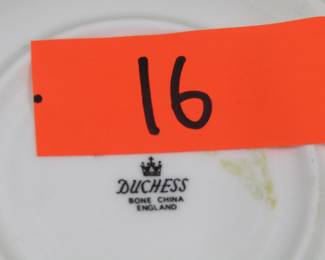 16
DUCHESS
BONE CHINA
ENGLAND